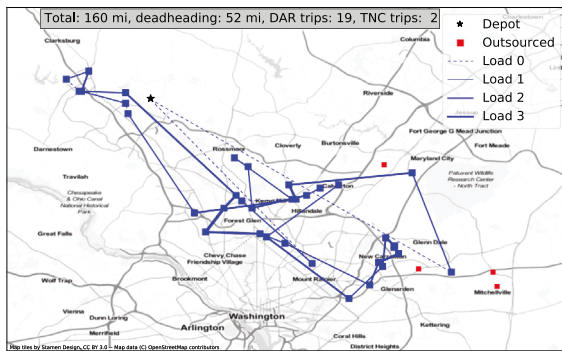 Total: 160 mi, deadheading: 52 mi, DAR trips: 19, TNC trips: 2
Depot
Outsourced
Load 0
Load 1
Load 2
Load 3
Clarksburg
Columbia
Riverside
Fort George G Mead Junction
Fort Meade
Darnestown
Rossmoor
Cloverly
Burtonsville
Maryland City
Patuxent Wildlife
Research Center
- North Tract
Travilah
Chesapeake
& Ohio Canal
National Historical
Park
Calverton
Hillandale
Forest Glen
Great Falls
Chevy Chase
Friendship Village
Glenn Dale
New Carrollton
Wolf Trap
Brookmont
Mount Rainier
Glenarden
Mitchellville
Vienna
Dunn Loring
Merrifield
Washington
Arlington
Kettering
Coral Hills
District Heights
Map tiles by Stamen Design, CC BY 3.0 -- Map data (C) OpenStreetMap contributors